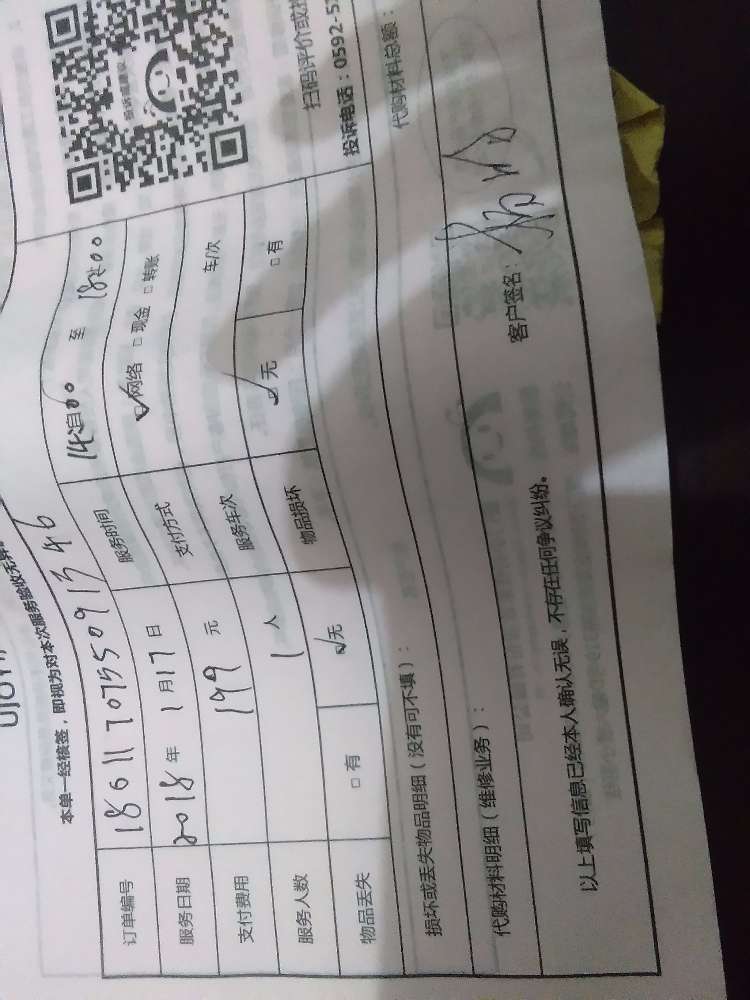 本单一经核签，即视为对本次服务验收无异
订单编号 1861170755091346 服务时间 14点00 至 18点00
服务日期 2018年1月17日 支付方式 ☑网络 □现金 □转账
支付费用 199元 服务车次 车/次
服务人数 1人 物品损坏 ☑无 □有
物品丢失 □有 ☑无
扫码评价或投
投诉电话：0592-5
损坏或丢失物品明细（没有可不填）：
代购材料明细（维修业务）： 代购材料总额：
以上填写信息已经本人确认无误，不存在任何争议纠纷。 客户签名：